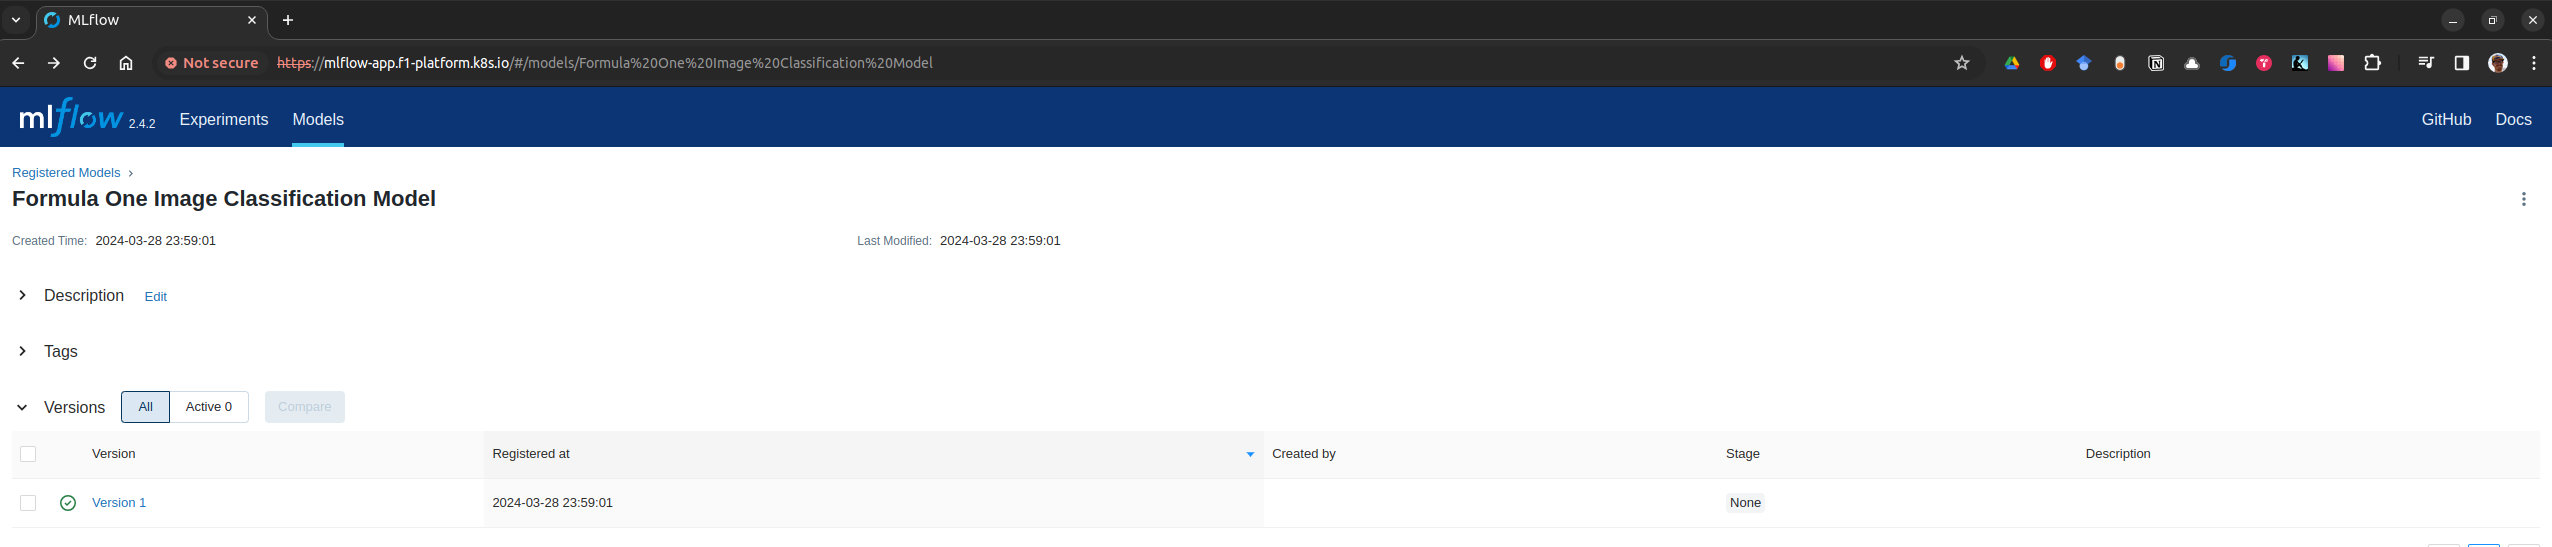 MLflow
Not secure https://mlflow-app.f1-platform.k8s.io/#/models/Formula%20One%20Image%20Classification%20Model
mlflow 2.4.2 Experiments Models GitHub Docs
Registered Models
Formula One Image Classification Model
Created Time: 2024-03-28 23:59:01 Last Modified: 2024-03-28 23:59:01
Description Edit
Tags
Versions All Active 0 Compare
Version Registered at Created by Stage Description
Version 1 2024-03-28 23:59:01 None